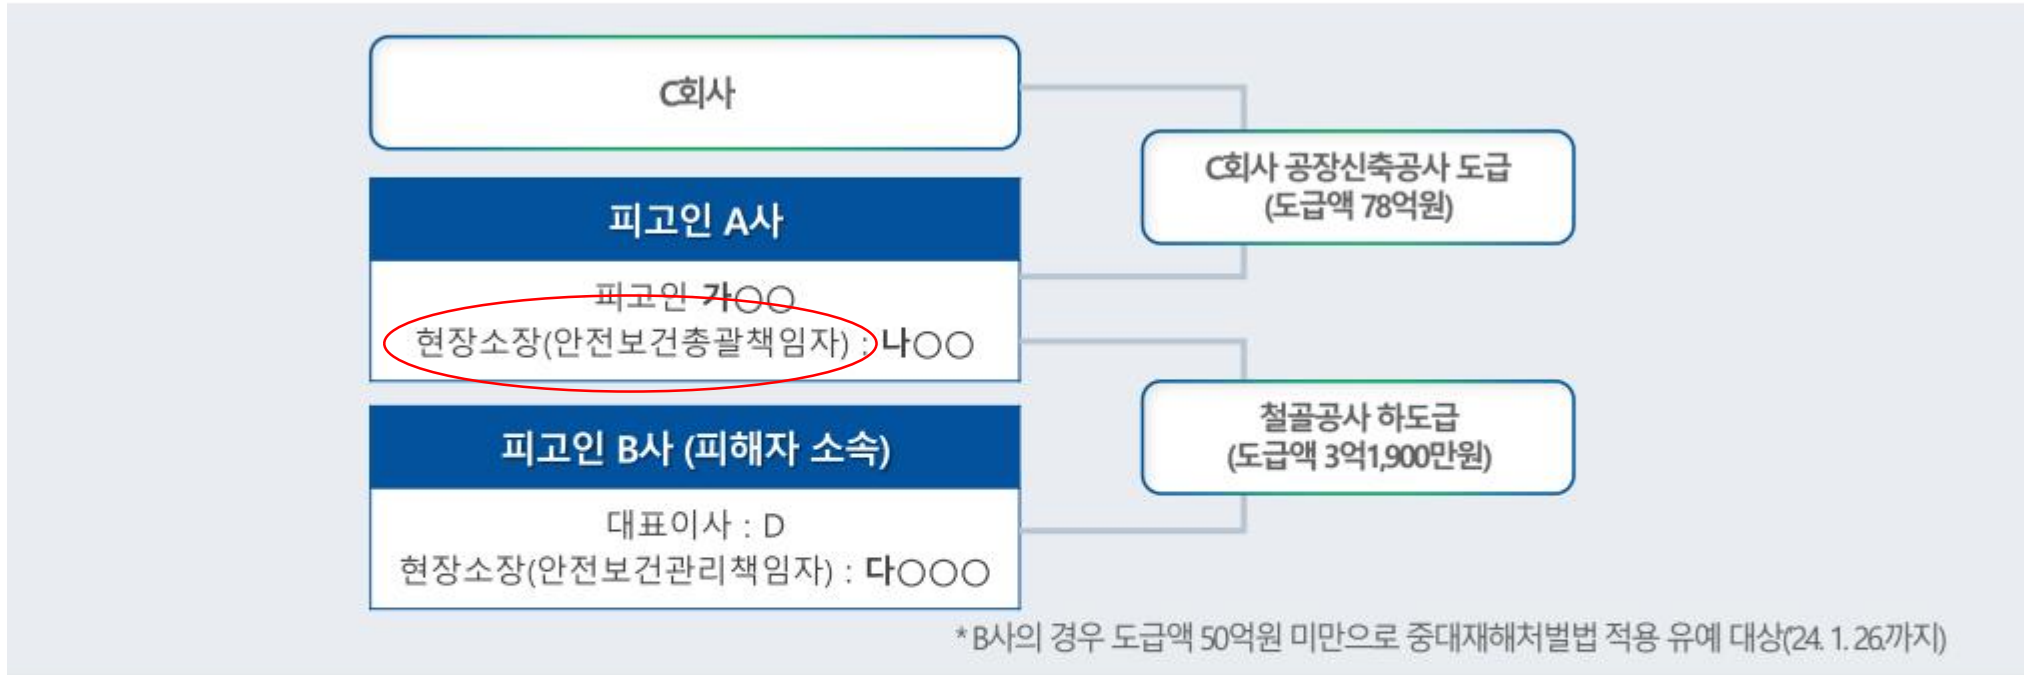 C회사
C회사 공장신축공사 도급
(도급액 78억원)
피고인 A사
피고인 가○○
현장소장(안전보건총괄책임자) : 나○○
철골공사 하도급
(도급액 3억1,900만원)
피고인 B사 (피해자 소속)
대표이사 : D
현장소장(안전보건관리책임자) : 다○○○
* B사의 경우 도급액 50억원 미만으로 중대재해처벌법 적용 유예 대상('24. 1. 26.까지)